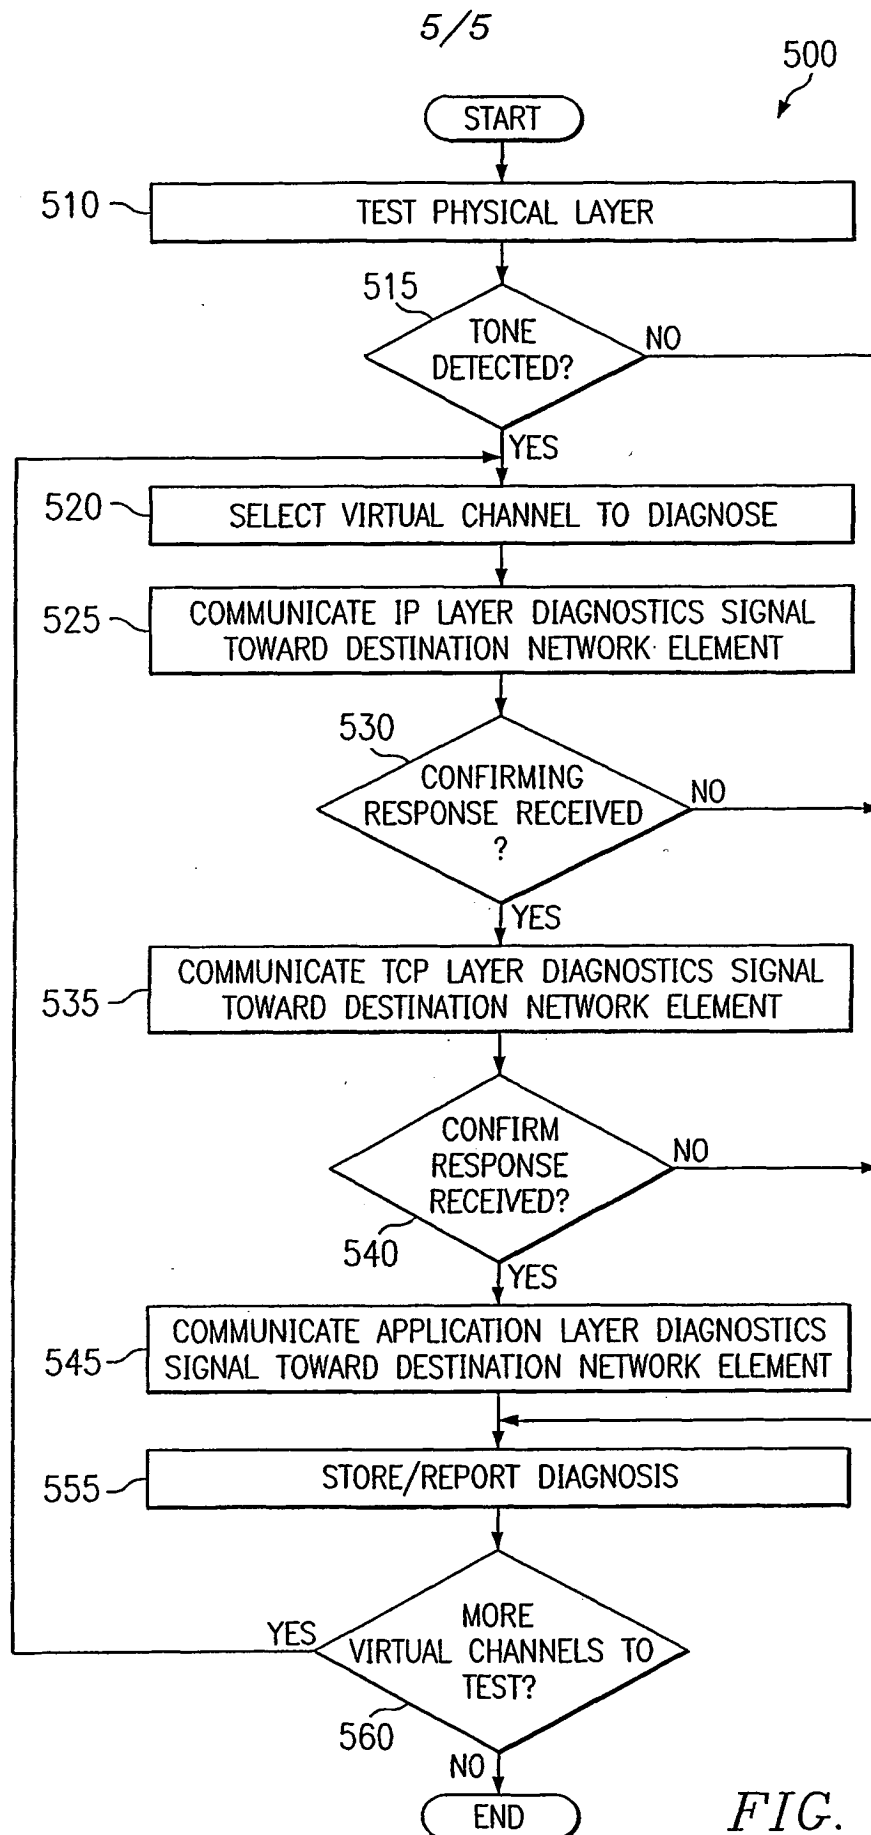 5/5
500
START
510
TEST PHYSICAL LAYER
515
TONE
DETECTED?
NO
YES
520
SELECT VIRTUAL CHANNEL TO DIAGNOSE
525
COMMUNICATE IP LAYER DIAGNOSTICS SIGNAL
TOWARD DESTINATION NETWORK ELEMENT
530
CONFIRMING
RESPONSE RECEIVED
?
NO
YES
535
COMMUNICATE TCP LAYER DIAGNOSTICS SIGNAL
TOWARD DESTINATION NETWORK ELEMENT
CONFIRM
RESPONSE
RECEIVED?
NO
540
YES
545
COMMUNICATE APPLICATION LAYER DIAGNOSTICS
SIGNAL TOWARD DESTINATION NETWORK ELEMENT
555
STORE/REPORT DIAGNOSIS
YES
MORE
VIRTUAL CHANNELS TO
TEST?
560
NO
END
FIG.